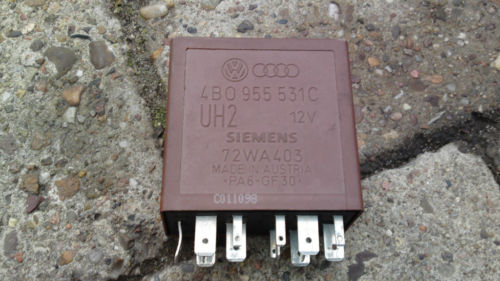 4B0 955 531C
UH2 12V
SIEMENS
72WA403
MADE IN AUSTRIA
-PA6-GF30-
C011098